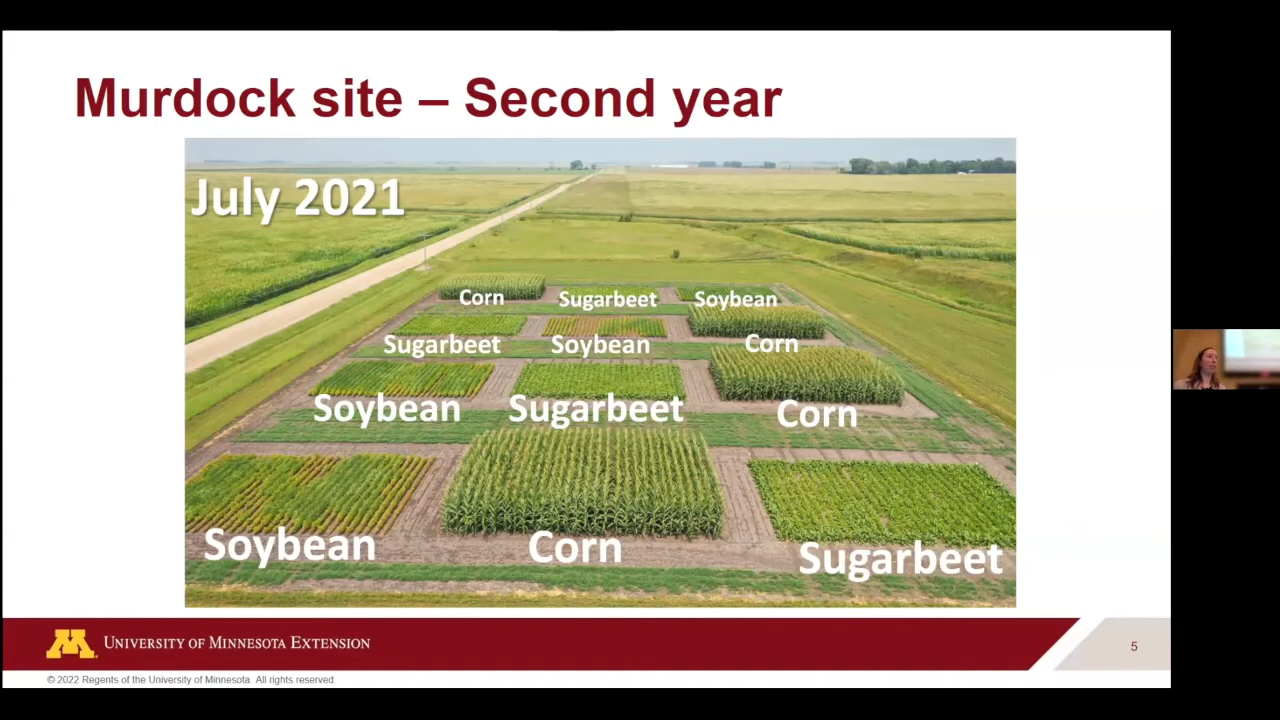 Murdock site – Second year
July 2021
Corn Sugarbeet Soybean
Sugarbeet Soybean Corn
Soybean Sugarbeet Corn
Soybean Corn Sugarbeet
M
UNIVERSITY OF MINNESOTA EXTENSION
5
© 2022 Regents of the University of Minnesota. All rights reserved.